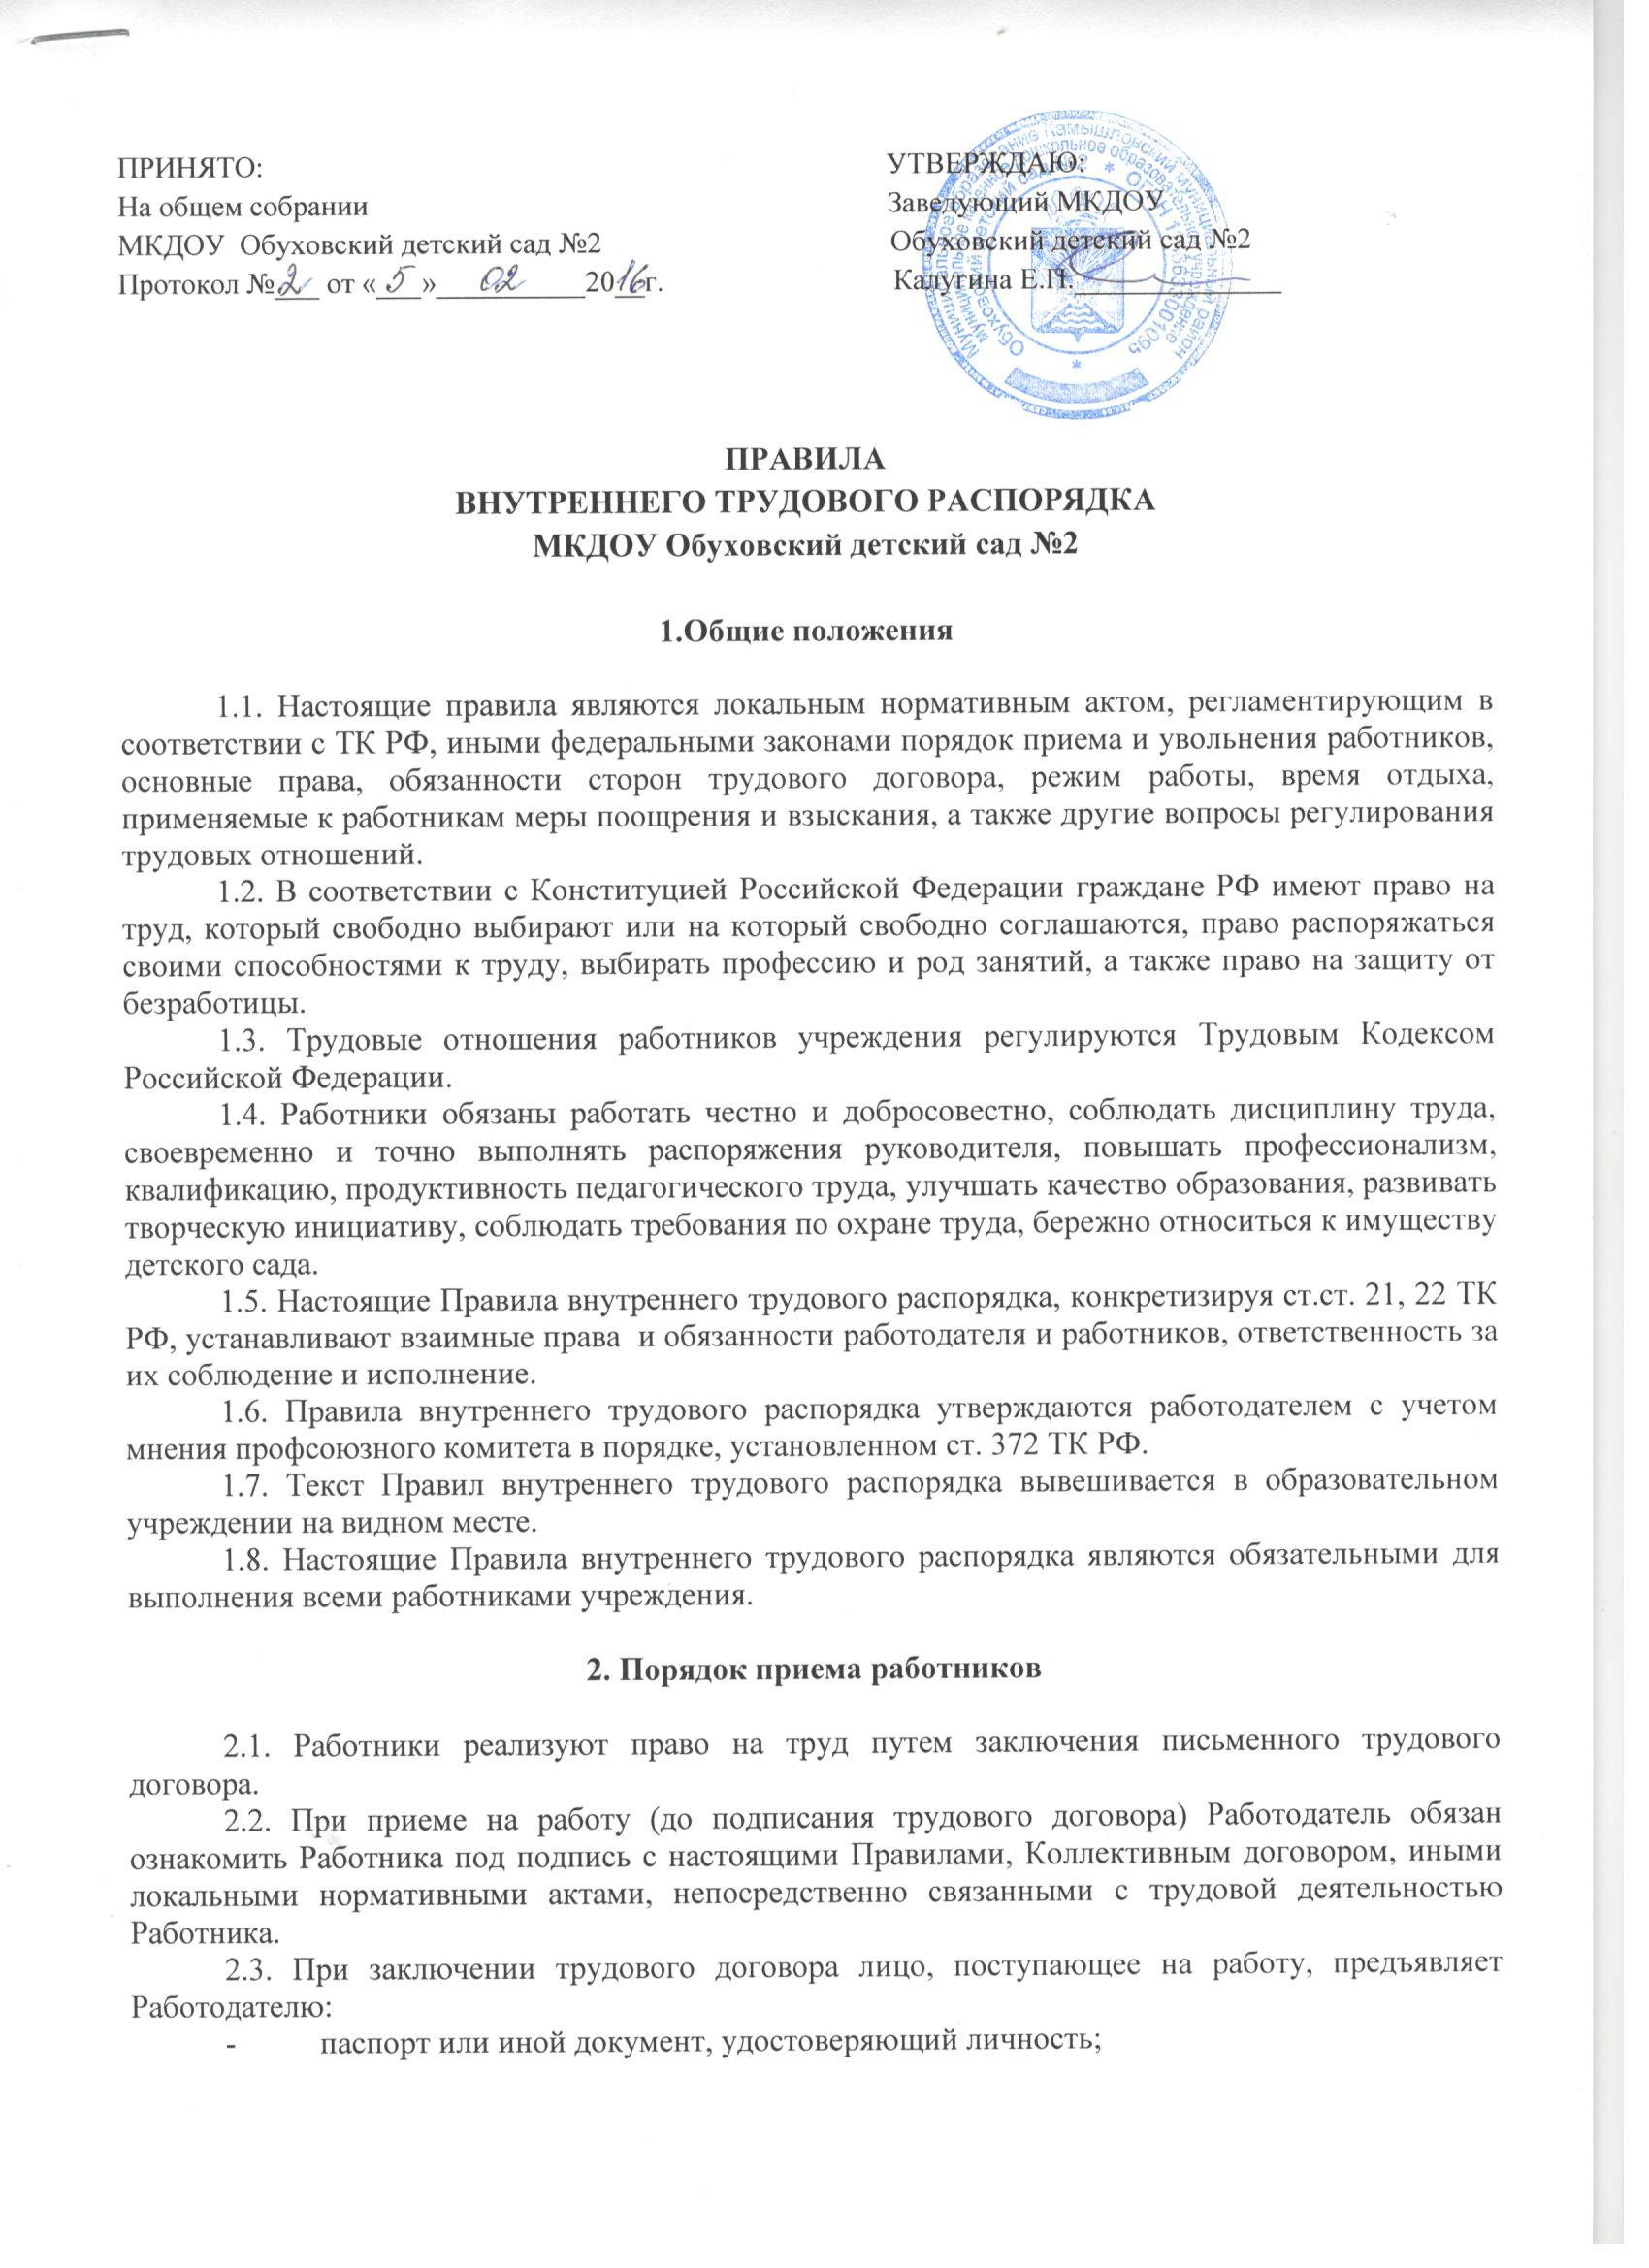 ПРИНЯТО:
На общем собрании
МКДОУ  Обуховский детский сад №2
Протокол № 2 от « 5 » 02 2016г.
УТВЕРЖДАЮ:
Заведующий МКДОУ
Обуховский детский сад №2
Калугина Е.П.
ПРАВИЛА
ВНУТРЕННЕГО ТРУДОВОГО РАСПОРЯДКА
МКДОУ Обуховский детский сад №2
1.Общие положения
1.1. Настоящие правила являются локальным нормативным актом, регламентирующим в
соответствии с ТК РФ, иными федеральными законами порядок приема и увольнения работников,
основные права, обязанности сторон трудового договора, режим работы, время отдыха,
применяемые к работникам меры поощрения и взыскания, а также другие вопросы регулирования
трудовых отношений.
1.2. В соответствии с Конституцией Российской Федерации граждане РФ имеют право на
труд, который свободно выбирают или на который свободно соглашаются, право распоряжаться
своими способностями к труду, выбирать профессию и род занятий, а также право на защиту от
безработицы.
1.3. Трудовые отношения работников учреждения регулируются Трудовым Кодексом
Российской Федерации.
1.4. Работники обязаны работать честно и добросовестно, соблюдать дисциплину труда,
своевременно и точно выполнять распоряжения руководителя, повышать профессионализм,
квалификацию, продуктивность педагогического труда, улучшать качество образования, развивать
творческую инициативу, соблюдать требования по охране труда, бережно относиться к имуществу
детского сада.
1.5. Настоящие Правила внутреннего трудового распорядка, конкретизируя ст.ст. 21, 22 ТК
РФ, устанавливают взаимные права  и обязанности работодателя и работников, ответственность за
их соблюдение и исполнение.
1.6. Правила внутреннего трудового распорядка утверждаются работодателем с учетом
мнения профсоюзного комитета в порядке, установленном ст. 372 ТК РФ.
1.7. Текст Правил внутреннего трудового распорядка вывешивается в образовательном
учреждении на видном месте.
1.8. Настоящие Правила внутреннего трудового распорядка являются обязательными для
выполнения всеми работниками учреждения.
2. Порядок приема работников
2.1. Работники реализуют право на труд путем заключения письменного трудового
договора.
2.2. При приеме на работу (до подписания трудового договора) Работодатель обязан
ознакомить Работника под подпись с настоящими Правилами, Коллективным договором, иными
локальными нормативными актами, непосредственно связанными с трудовой деятельностью
Работника.
2.3. При заключении трудового договора лицо, поступающее на работу, предъявляет
Работодателю:
- паспорт или иной документ, удостоверяющий личность;